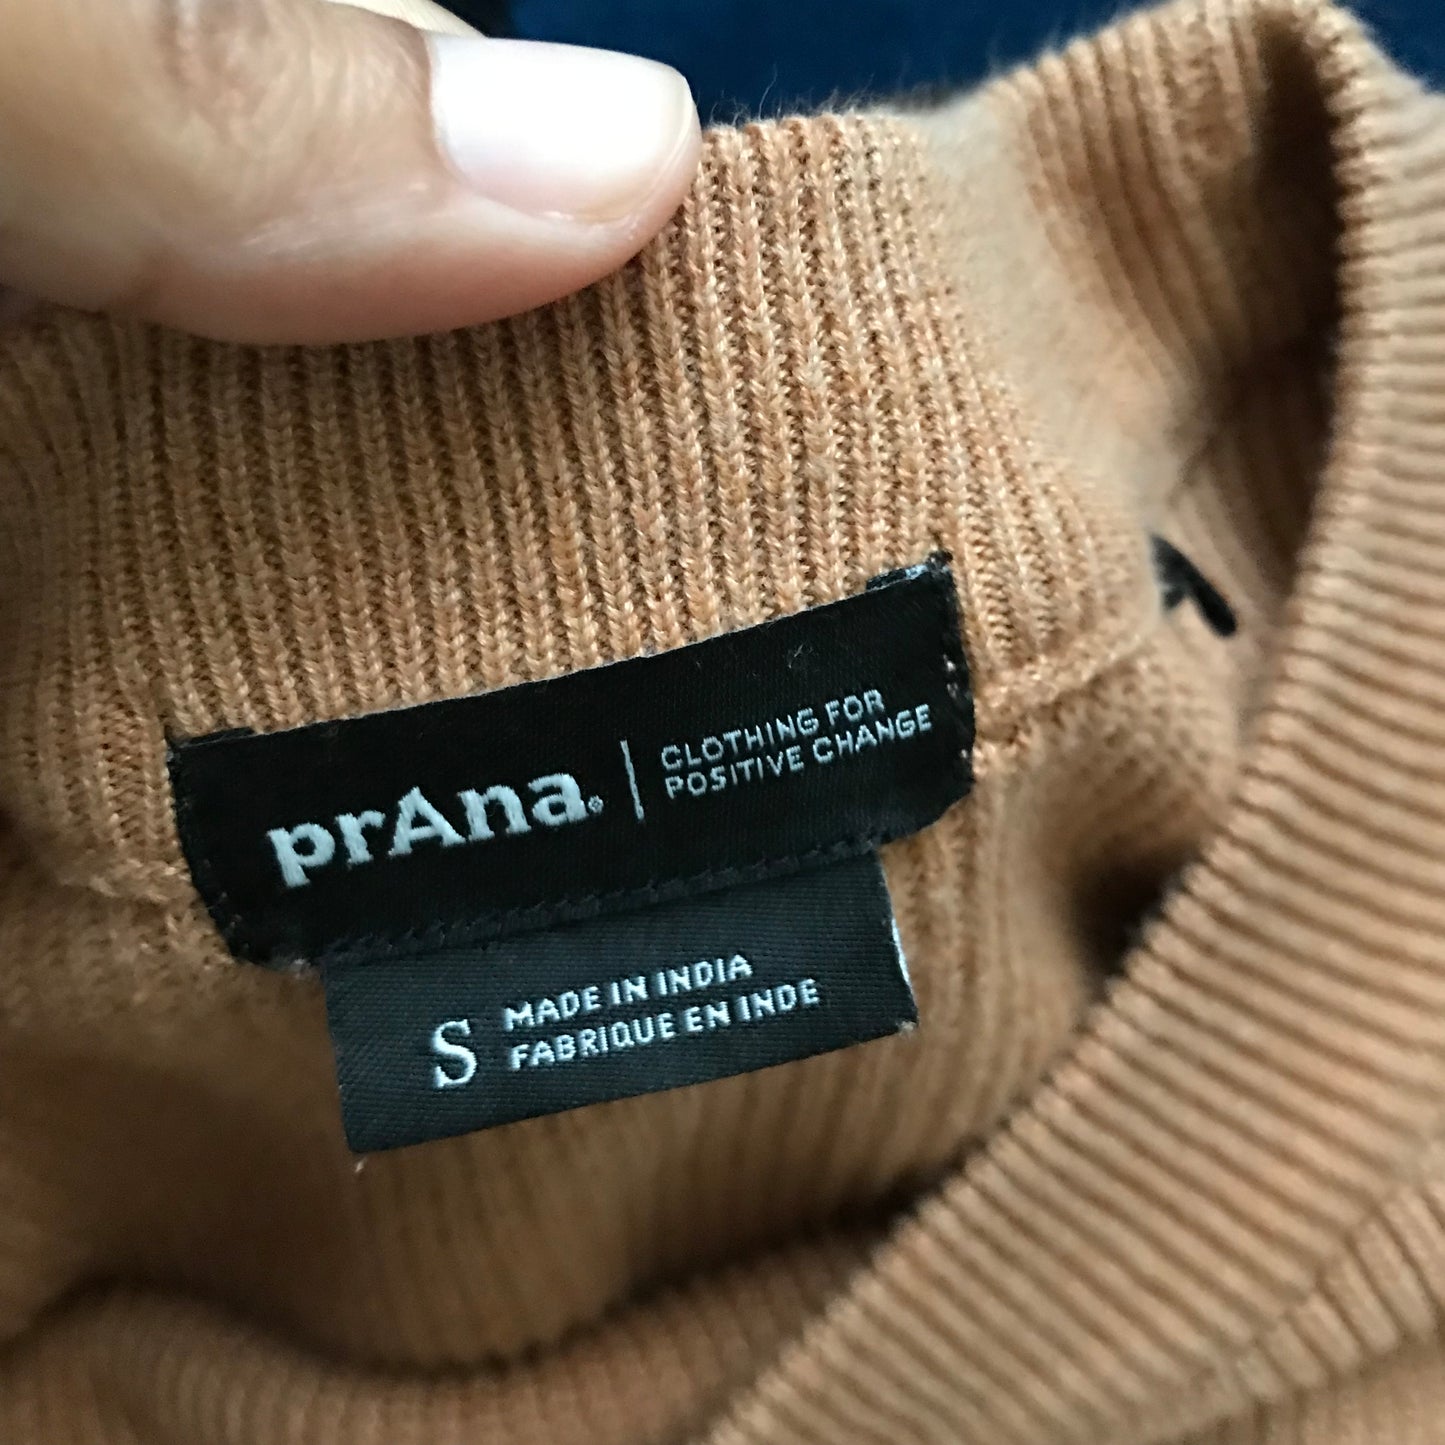 prAna®
CLOTHING FOR
POSITIVE CHANGE
S
MADE IN INDIA
FABRIQUE EN INDE